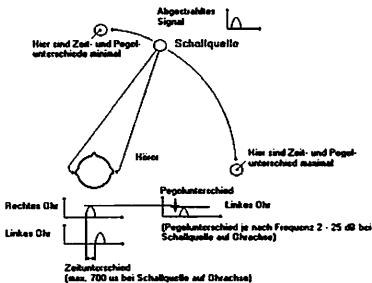 Abgestrahltes
Signal
Hier sind Zeit- und Pegel-
unterschiede minimal
Schallquelle
Hörer
Hier sind Zeit- und Pegel-
unterschied maximal
Pegelunterschied
Rechtes Ohr
Linkes Ohr
Linkes Ohr
(Pegelunterschied je nach Frequenz 2 - 25 dB bei
Schallquelle auf Ohrachse)
Zeitunterschied
(max. 700 us bei Schallquelle auf Ohrachse)